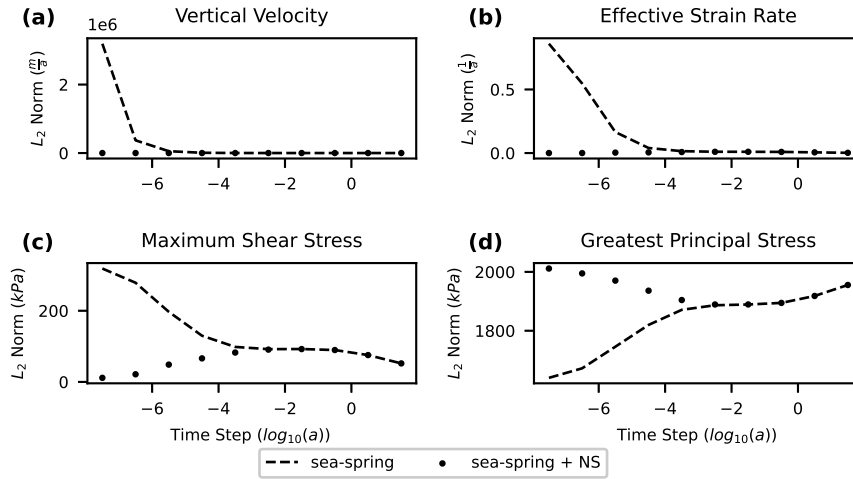 (a) Vertical Velocity
1e6
L2 Norm (m/a)
2
0
−6 −4 −2 0
(b) Effective Strain Rate
L2 Norm (1/a)
0.5
0.0
−6 −4 −2 0
(c) Maximum Shear Stress
L2 Norm (kPa)
200
0
−6 −4 −2 0
Time Step (log10(a))
(d) Greatest Principal Stress
L2 Norm (kPa)
2000
1800
−6 −4 −2 0
Time Step (log10(a))
sea-spring sea-spring + NS